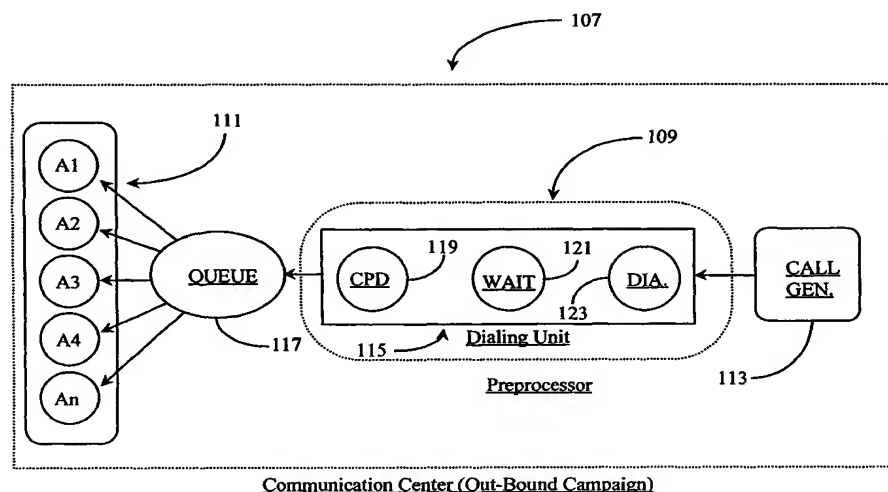 107
111
109
A1
A2
A3
A4
An
QUEUE
117
CPD
119
WAIT
121
DIA.
123
115
Dialing Unit
Preprocessor
CALL
GEN.
113
Communication Center (Out-Bound Campaign)